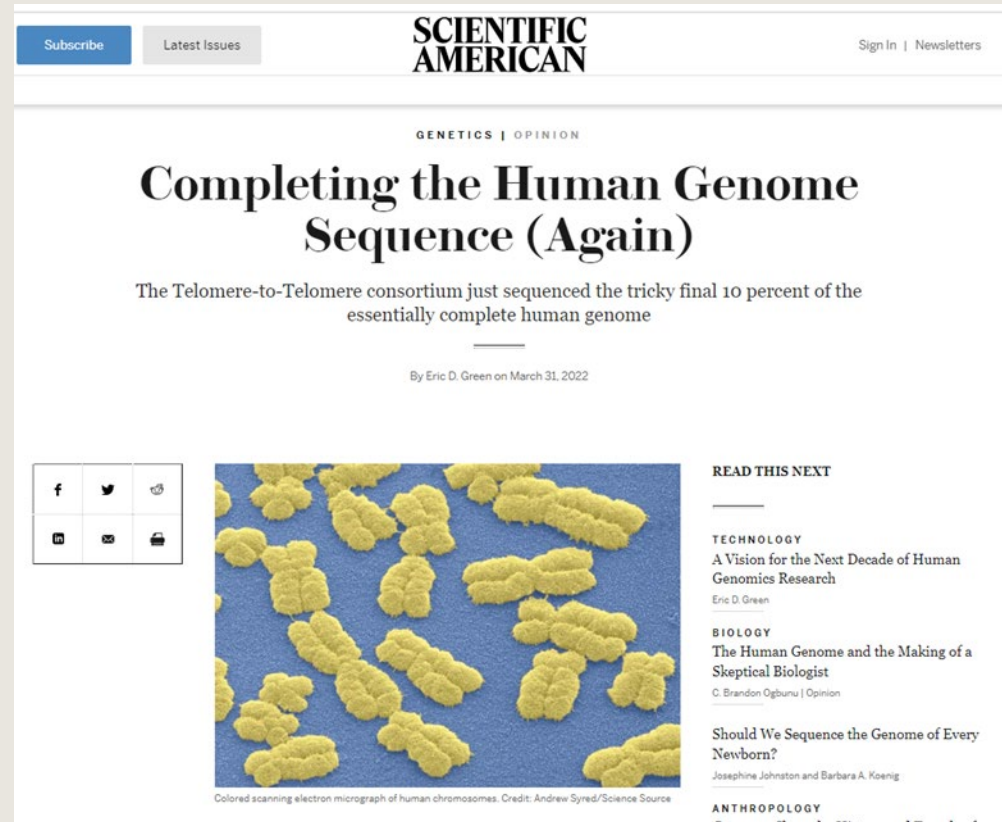 Subscribe
Latest Issues
SCIENTIFIC
AMERICAN
Sign In | Newsletters
GENETICS | OPINION
Completing the Human Genome
Sequence (Again)
The Telomere-to-Telomere consortium just sequenced the tricky final 10 percent of the
essentially complete human genome
By Eric D. Green on March 31, 2022
Colored scanning electron micrograph of human chromosomes. Credit: Andrew Syred/Science Source
READ THIS NEXT
TECHNOLOGY
A Vision for the Next Decade of Human
Genomics Research
Eric D. Green
BIOLOGY
The Human Genome and the Making of a
Skeptical Biologist
C. Brandon Ogbunu | Opinion
Should We Sequence the Genome of Every
Newborn?
Josephine Johnston and Barbara A. Koenig
ANTHROPOLOGY